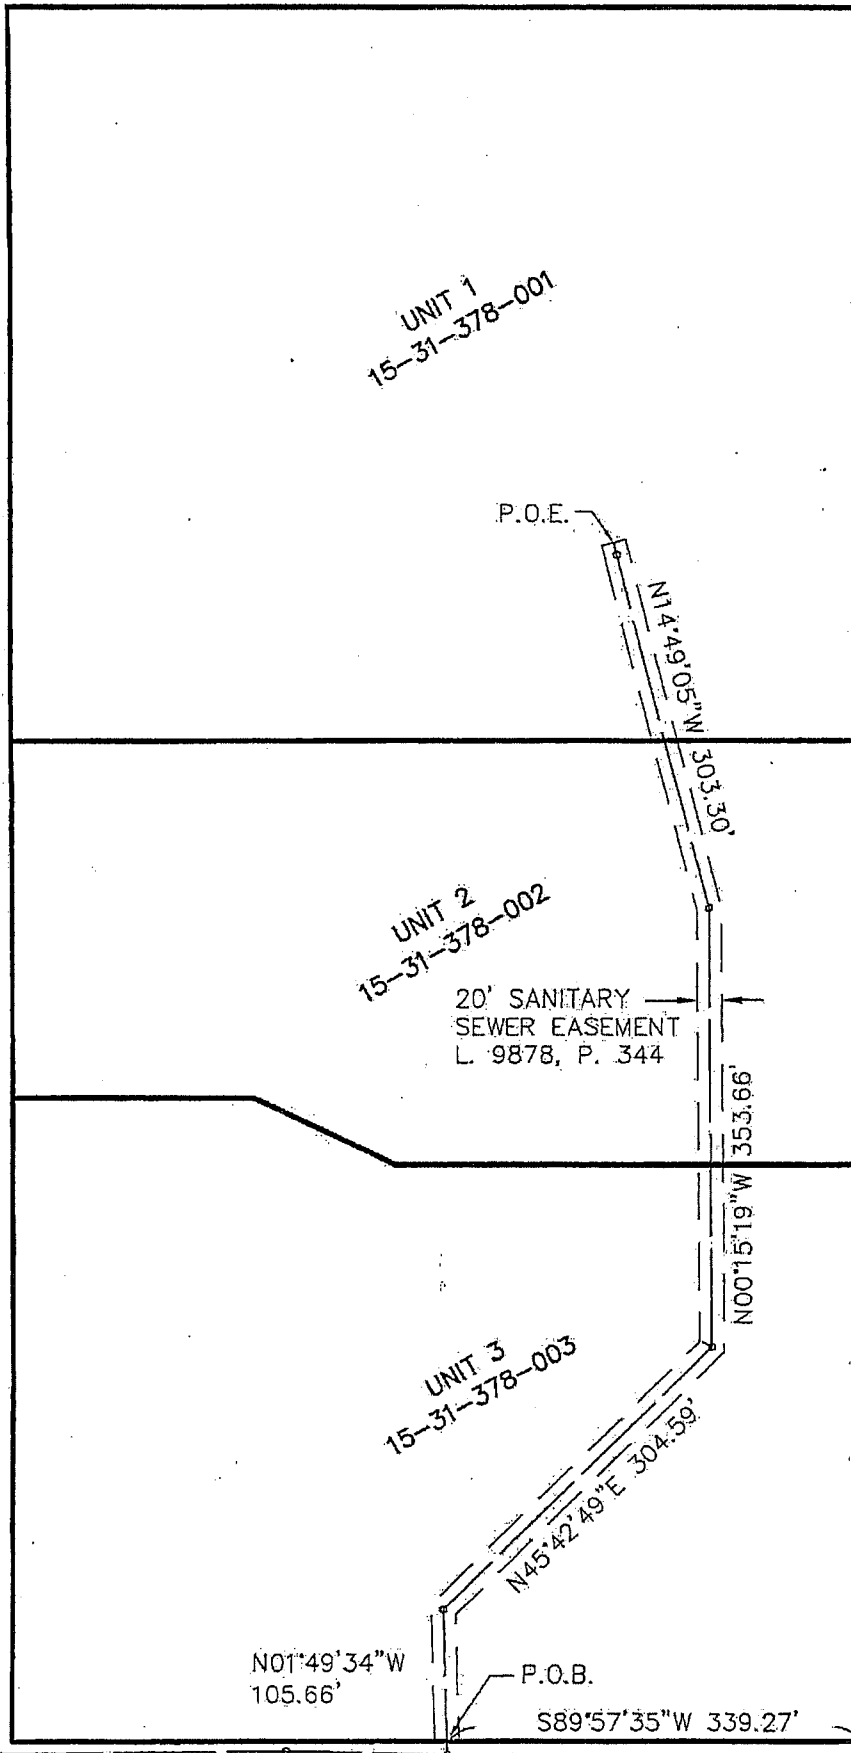 UNIT 1
15-31-378-001
P.O.E.
N14°49'05"W 303.30'
UNIT 2
15-31-378-002
20' SANITARY
SEWER EASEMENT
L. 9878, P. 344
N00°15'19"W 353.66'
UNIT 3
15-31-378-003
N45°42'49"E 304.59'
N01°49'34"W
105.66'
P.O.B.
S89°57'35"W 339.27'